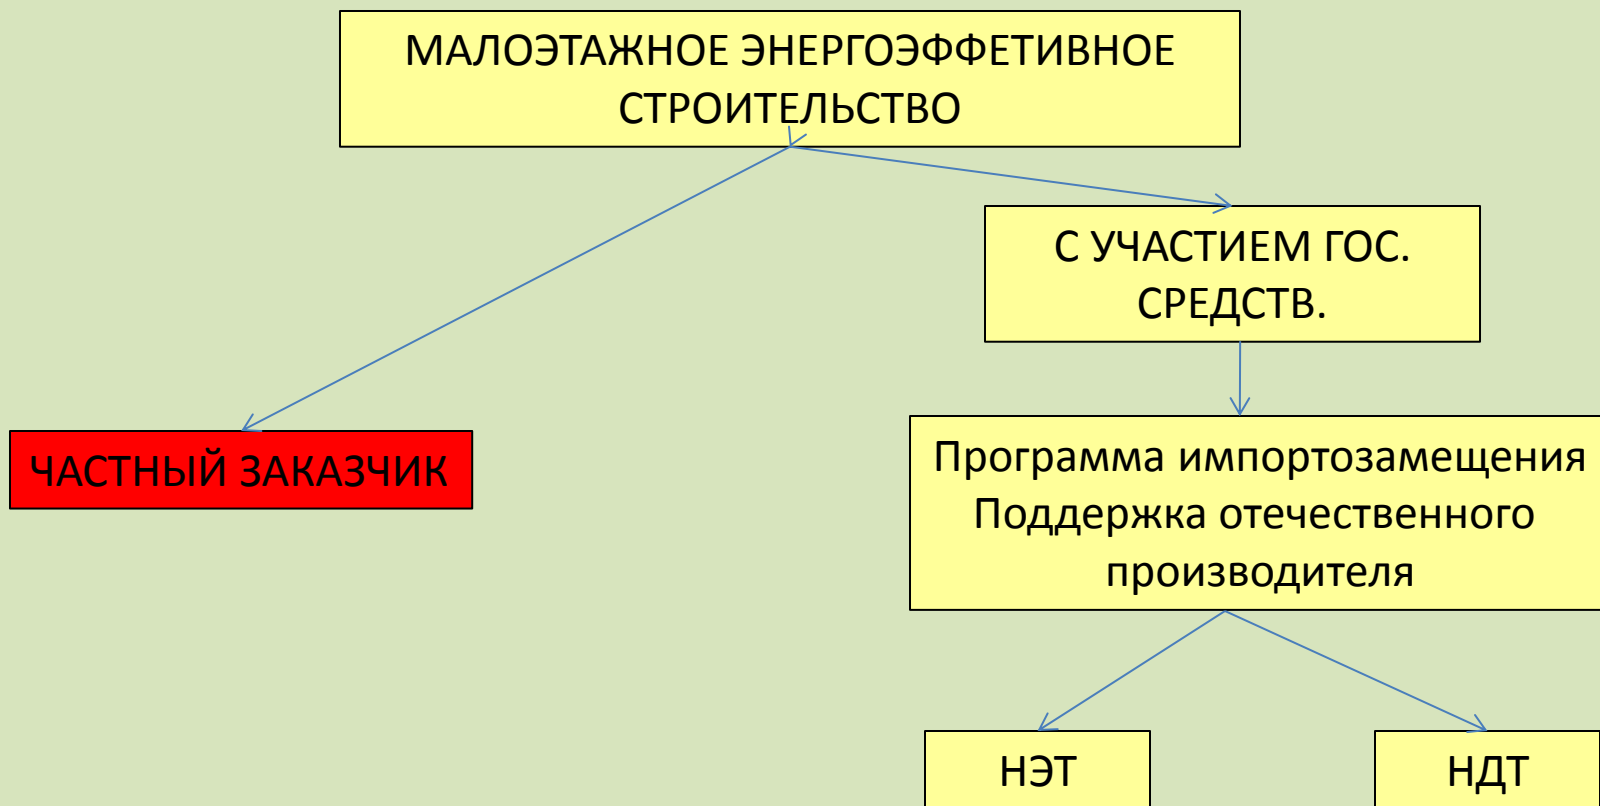 МАЛОЭТАЖНОЕ ЭНЕРГОЭФФЕТИВНОЕ
СТРОИТЕЛЬСТВО
С УЧАСТИЕМ ГОС.
СРЕДСТВ.
ЧАСТНЫЙ ЗАКАЗЧИК
Программа импортозамещения
Поддержка отечественного
производителя
НЭТ
НДТ